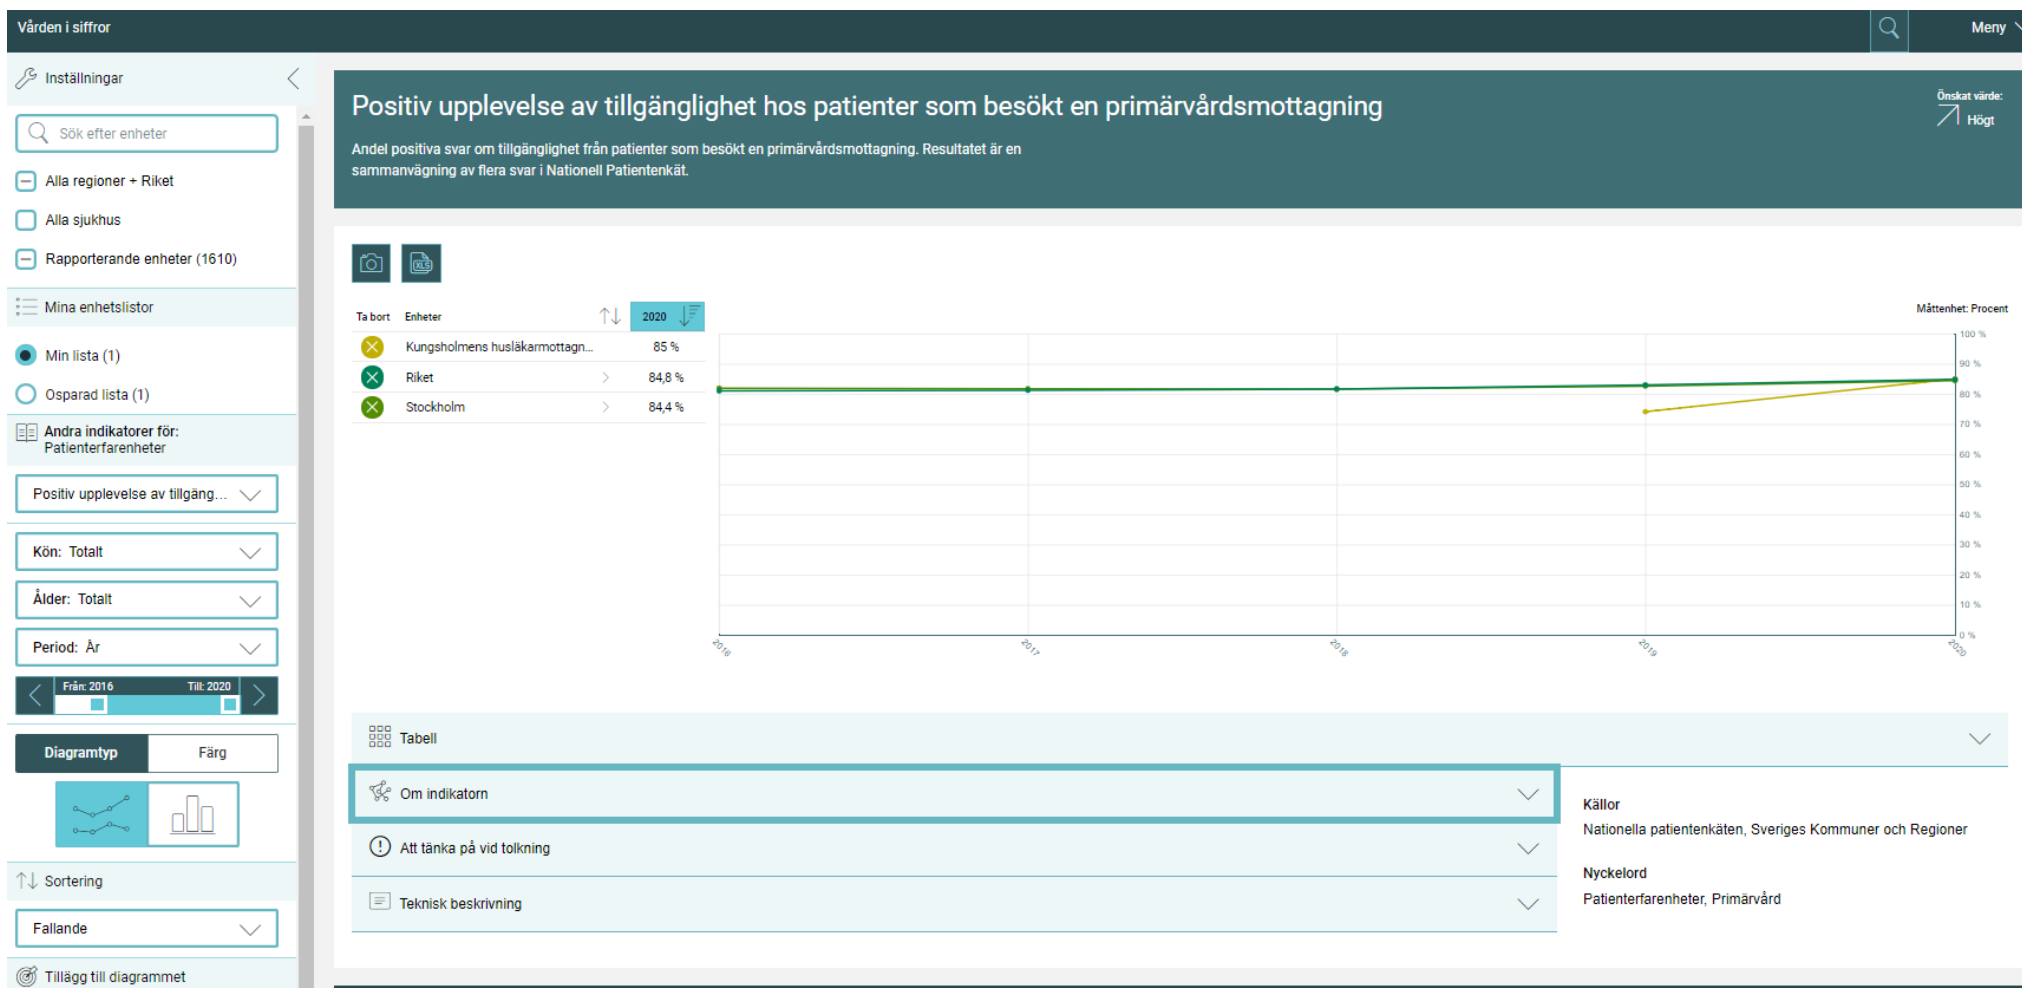 Vården i siffror
Meny
Inställningar
Sök efter enheter
Alla regioner + Riket
Alla sjukhus
Rapporterande enheter (1610)
Mina enhetslistor
Min lista (1)
Osparad lista (1)
Andra indikatorer för:
Patienterfarenheter
Positiv upplevelse av tillgäng...
Kön: Totalt
Ålder: Totalt
Period: År
Från: 2016 Till: 2020
Diagramtyp Färg
Sortering
Fallande
Tillägg till diagrammet
Positiv upplevelse av tillgänglighet hos patienter som besökt en primärvårdsmottagning
Andel positiva svar om tillgänglighet från patienter som besökt en primärvårdsmottagning. Resultatet är en
sammanvägning av flera svar i Nationell Patientenkät.
Önskat värde:
Högt
XLS
Ta bort Enheter 2020
Kungsholmens husläkarmottagn... 85 %
Riket 84,8 %
Stockholm 84,4 %
Måttenhet: Procent
100 %
90 %
80 %
70 %
60 %
50 %
40 %
30 %
20 %
10 %
0 %
2016 2017 2018 2019 2020
Tabell
Om indikatorn
Att tänka på vid tolkning
Teknisk beskrivning
Källor
Nationella patientenkäten, Sveriges Kommuner och Regioner
Nyckelord
Patienterfarenheter, Primärvård